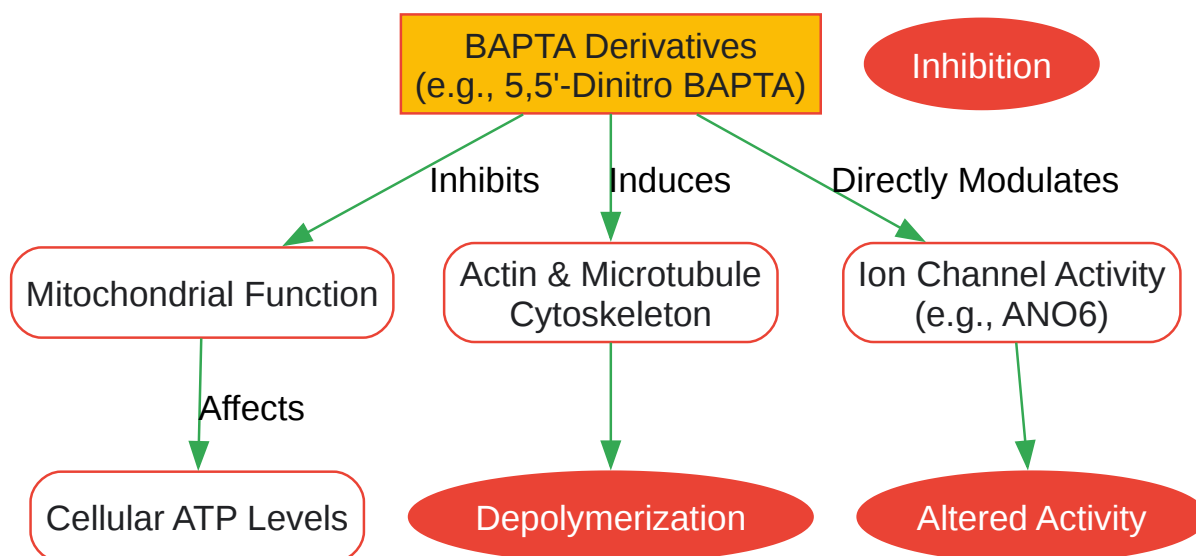 BAPTA Derivatives
(e.g., 5,5'-Dinitro BAPTA)
Inhibition
Inhibits
Induces
Directly Modulates
Mitochondrial Function
Actin & Microtubule
Cytoskeleton
Ion Channel Activity
(e.g., ANO6)
Affects
Cellular ATP Levels
Depolymerization
Altered Activity